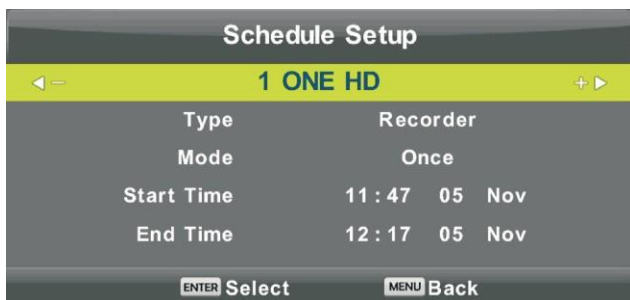 Schedule Setup
− 1 ONE HD +
Type Recorder
Mode Once
Start Time 11 : 47 05 Nov
End Time 12 : 17 05 Nov
ENTER Select MENU Back